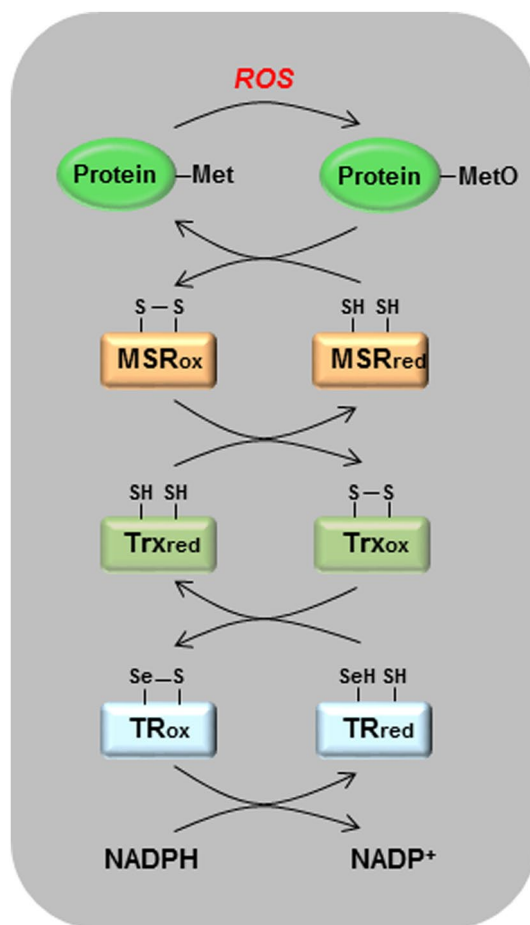 ROS
Protein –Met Protein –MetO
S – S SH SH
MSRox MSRred
SH SH S – S
Trxred Trxox
Se – S SeH SH
TRox TRred
NADPH NADP⁺